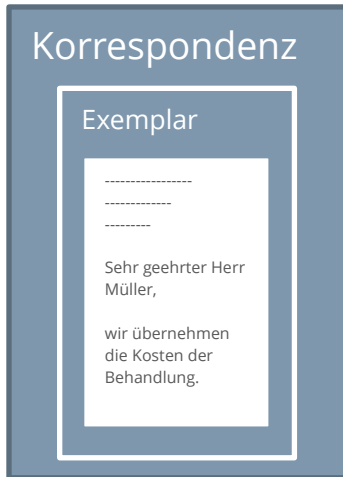 Korrespondenz
Exemplar
-----------------
-------------
---------
Sehr geehrter Herr
Müller,
wir übernehmen
die Kosten der
Behandlung.